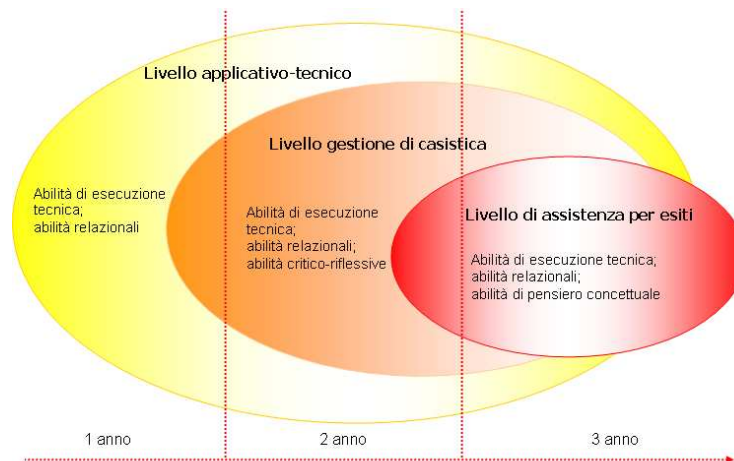 Livello applicativo-tecnico
Livello gestione di casistica
Abilità di esecuzione
tecnica;
abilità relazionali
Abilità di esecuzione
tecnica;
abilità relazionali;
abilità critico-riflessive
Livello di assistenza per esiti
Abilità di esecuzione tecnica;
abilità relazionali;
abilità di pensiero concettuale
1 anno
2 anno
3 anno